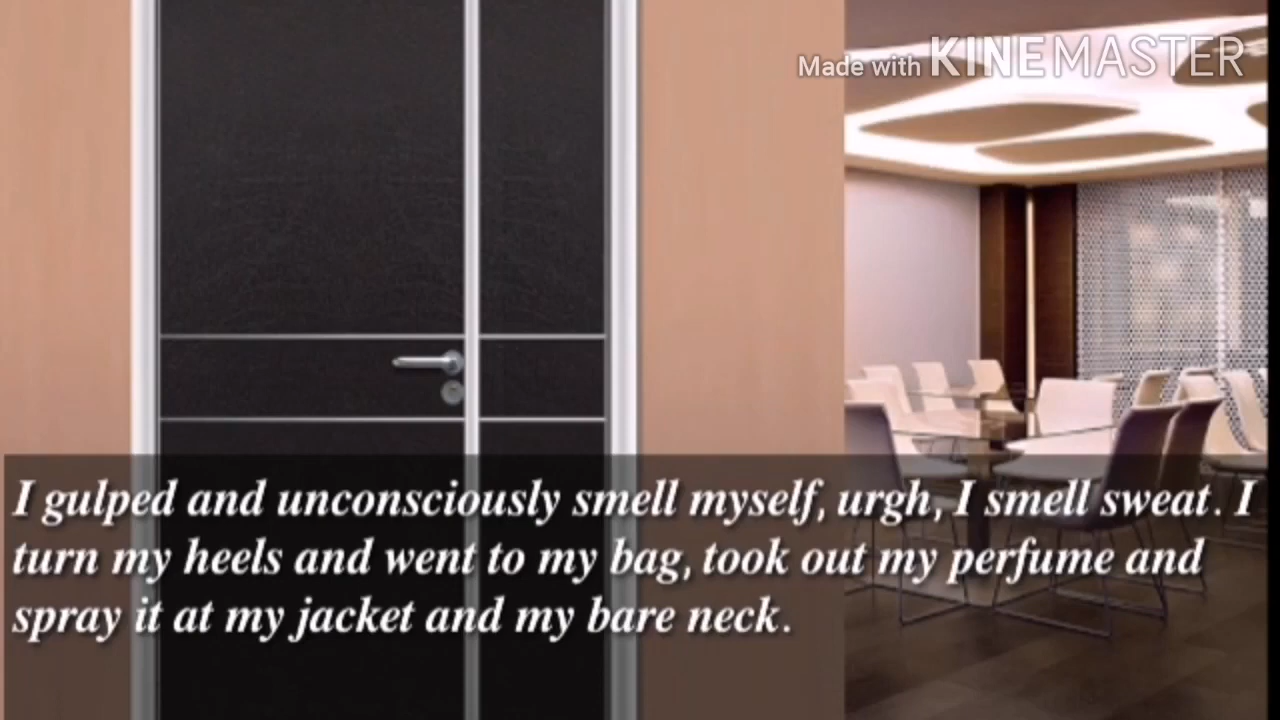 Made with KINEMASTER
I gulped and unconsciously smell myself, urgh, I smell sweat. I
turn my heels and went to my bag, took out my perfume and
spray it at my jacket and my bare neck.